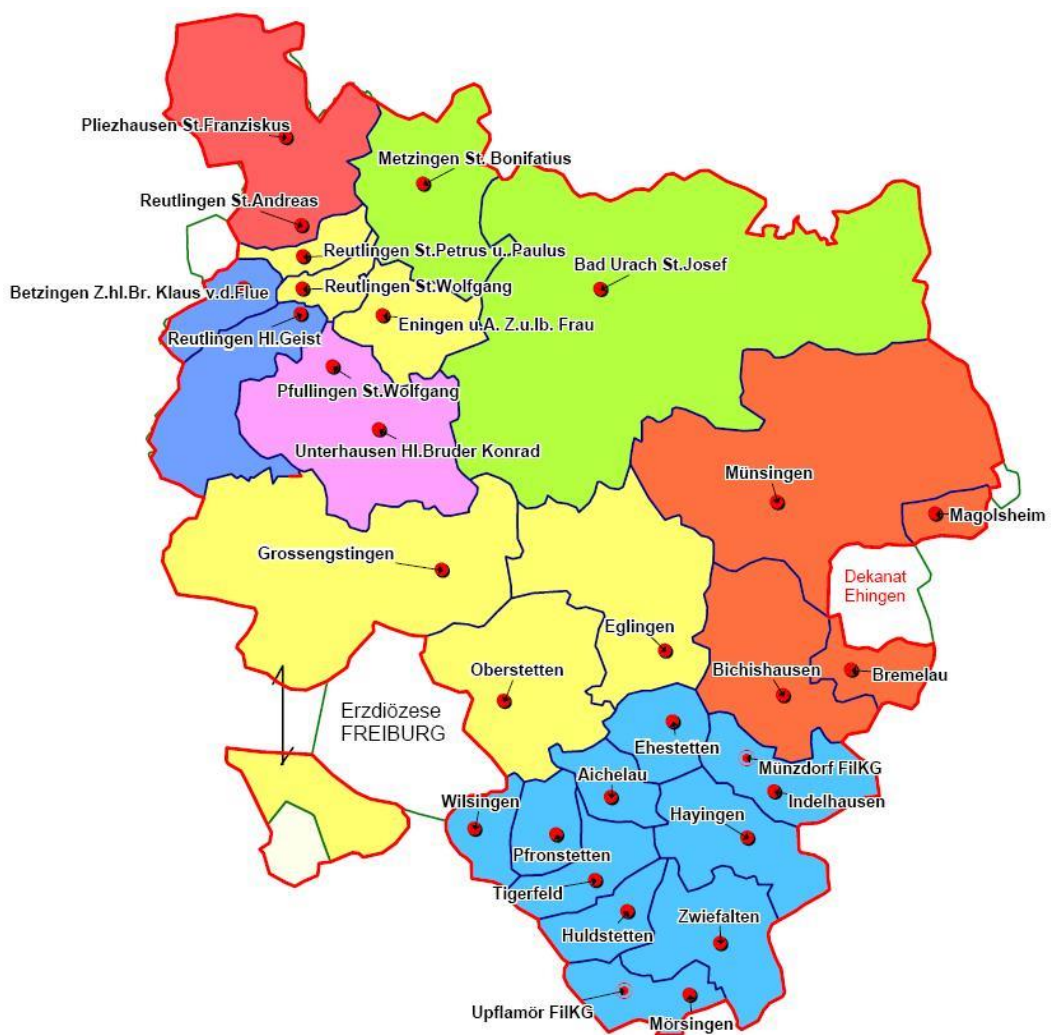 Pliezhausen St.Franziskus
Metzingen St. Bonifatius
Reutlingen St.Andreas
Reutlingen St.Petrus u. Paulus
Bad Urach St.Josef
Betzingen Z.hl.Br. Klaus v.d.Flue
Reutlingen St.Wolfgang
Eningen u.A. Z.u.lb. Frau
Reutlingen Hl.Geist
Pfullingen St.Wolfgang
Unterhausen Hl.Bruder Konrad
Münsingen
Magolsheim
Grossengstingen
Dekanat
Ehingen
Eglingen
Oberstetten
Bichishausen
Bremelau
Erzdiözese
FREIBURG
Ehestetten
Münzdorf FilKG
Aichelau
Indelhausen
Wilsingen
Hayingen
Pfronstetten
Tigerfeld
Zwiefalten
Huldstetten
Upflamör FilKG
Mörsingen